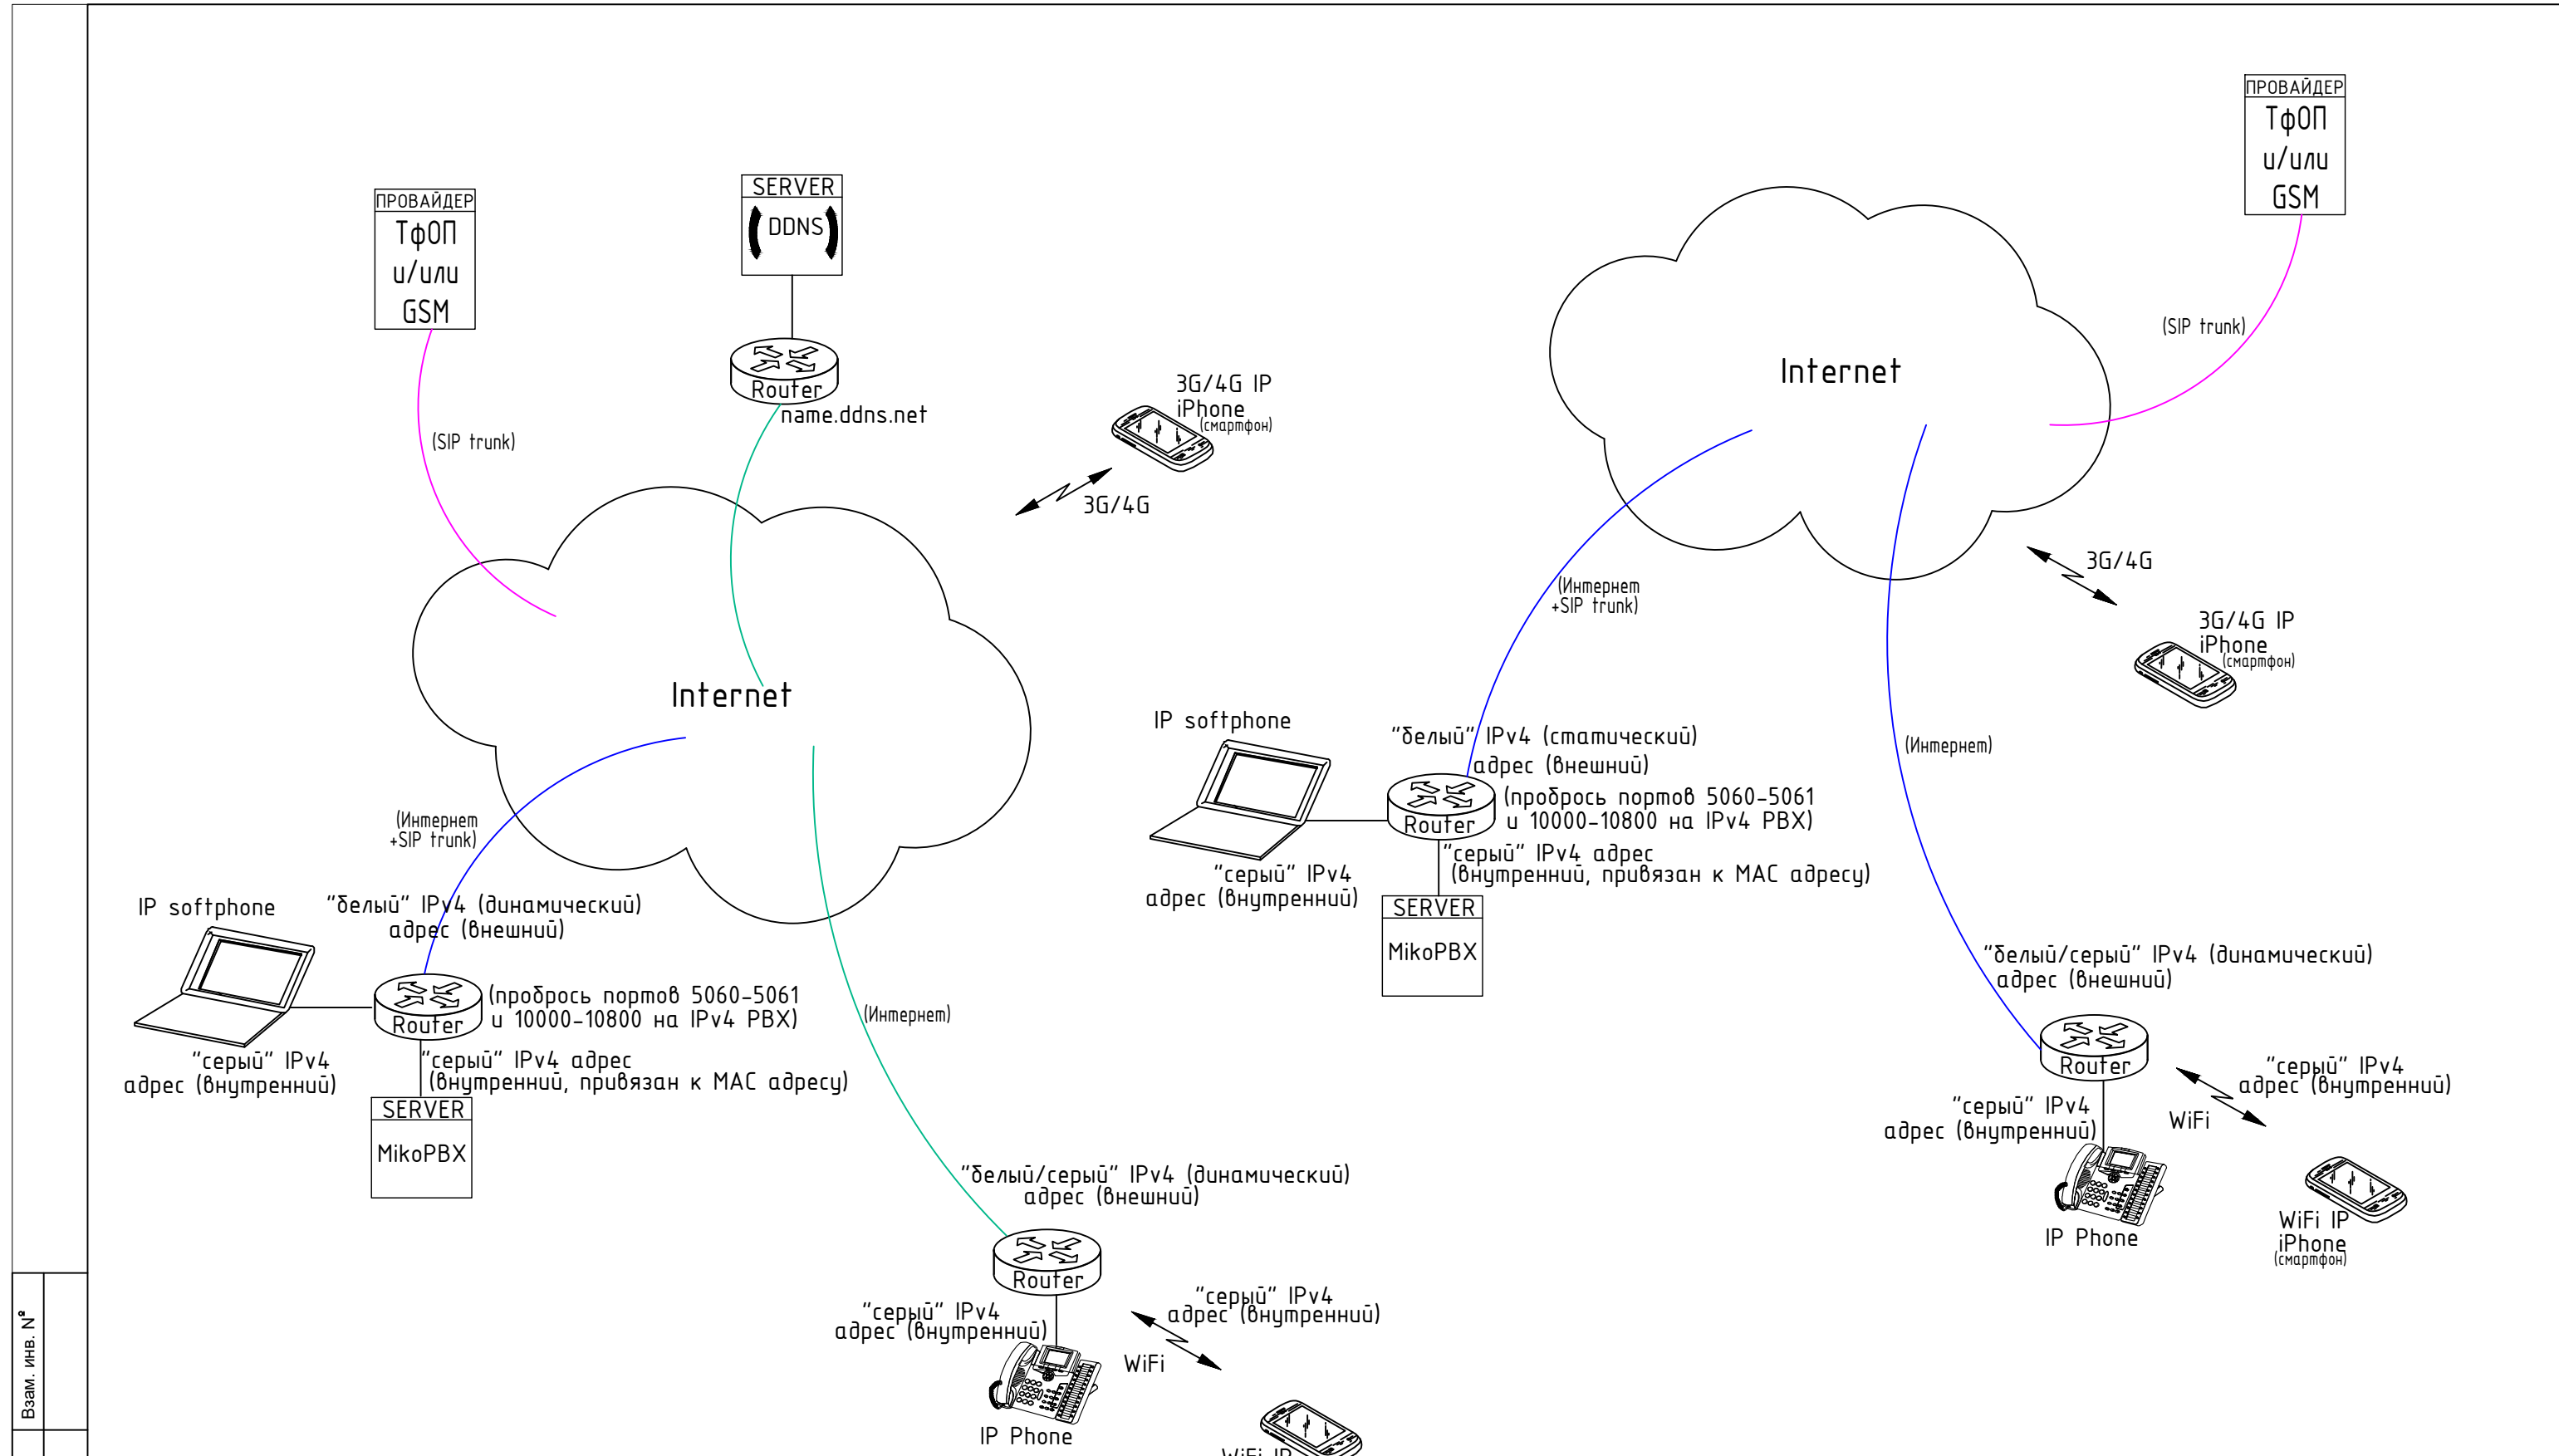 ПРОВАЙДЕР
ТфОП
и/или
GSM
(SIP trunk)
SERVER
DDNS
Router
name.ddns.net
3G/4G IP
iPhone
(смартфон)
3G/4G
Internet
(Интернет
+SIP trunk)
IP softphone
"белый" IPv4 (динамический)
адрес (внешний)
Router
(пробрось портов 5060-5061
и 10000-10800 на IPv4 PBX)
"серый" IPv4
адрес (внутренний)
"серый" IPv4 адрес
(внутренний, привязан к MAC адресу)
SERVER
MikoPBX
(Интернет)
"белый/серый" IPv4 (динамический)
адрес (внешний)
Router
"серый" IPv4
адрес (внутренний)
"серый" IPv4
адрес (внутренний)
WiFi
IP Phone
WiFi IP
ПРОВАЙДЕР
ТфОП
и/или
GSM
(SIP trunk)
Internet
(Интернет
+SIP trunk)
3G/4G
3G/4G IP
iPhone
(смартфон)
IP softphone
"белый" IPv4 (статический)
адрес (внешний)
Router
(пробрось портов 5060-5061
и 10000-10800 на IPv4 PBX)
"серый" IPv4
адрес (внутренний)
"серый" IPv4 адрес
(внутренний, привязан к MAC адресу)
SERVER
MikoPBX
(Интернет)
"белый/серый" IPv4 (динамический)
адрес (внешний)
Router
"серый" IPv4
адрес (внутренний)
"серый" IPv4
адрес (внутренний)
WiFi
IP Phone
WiFi IP
iPhone
(смартфон)
Взам. инв. Nº